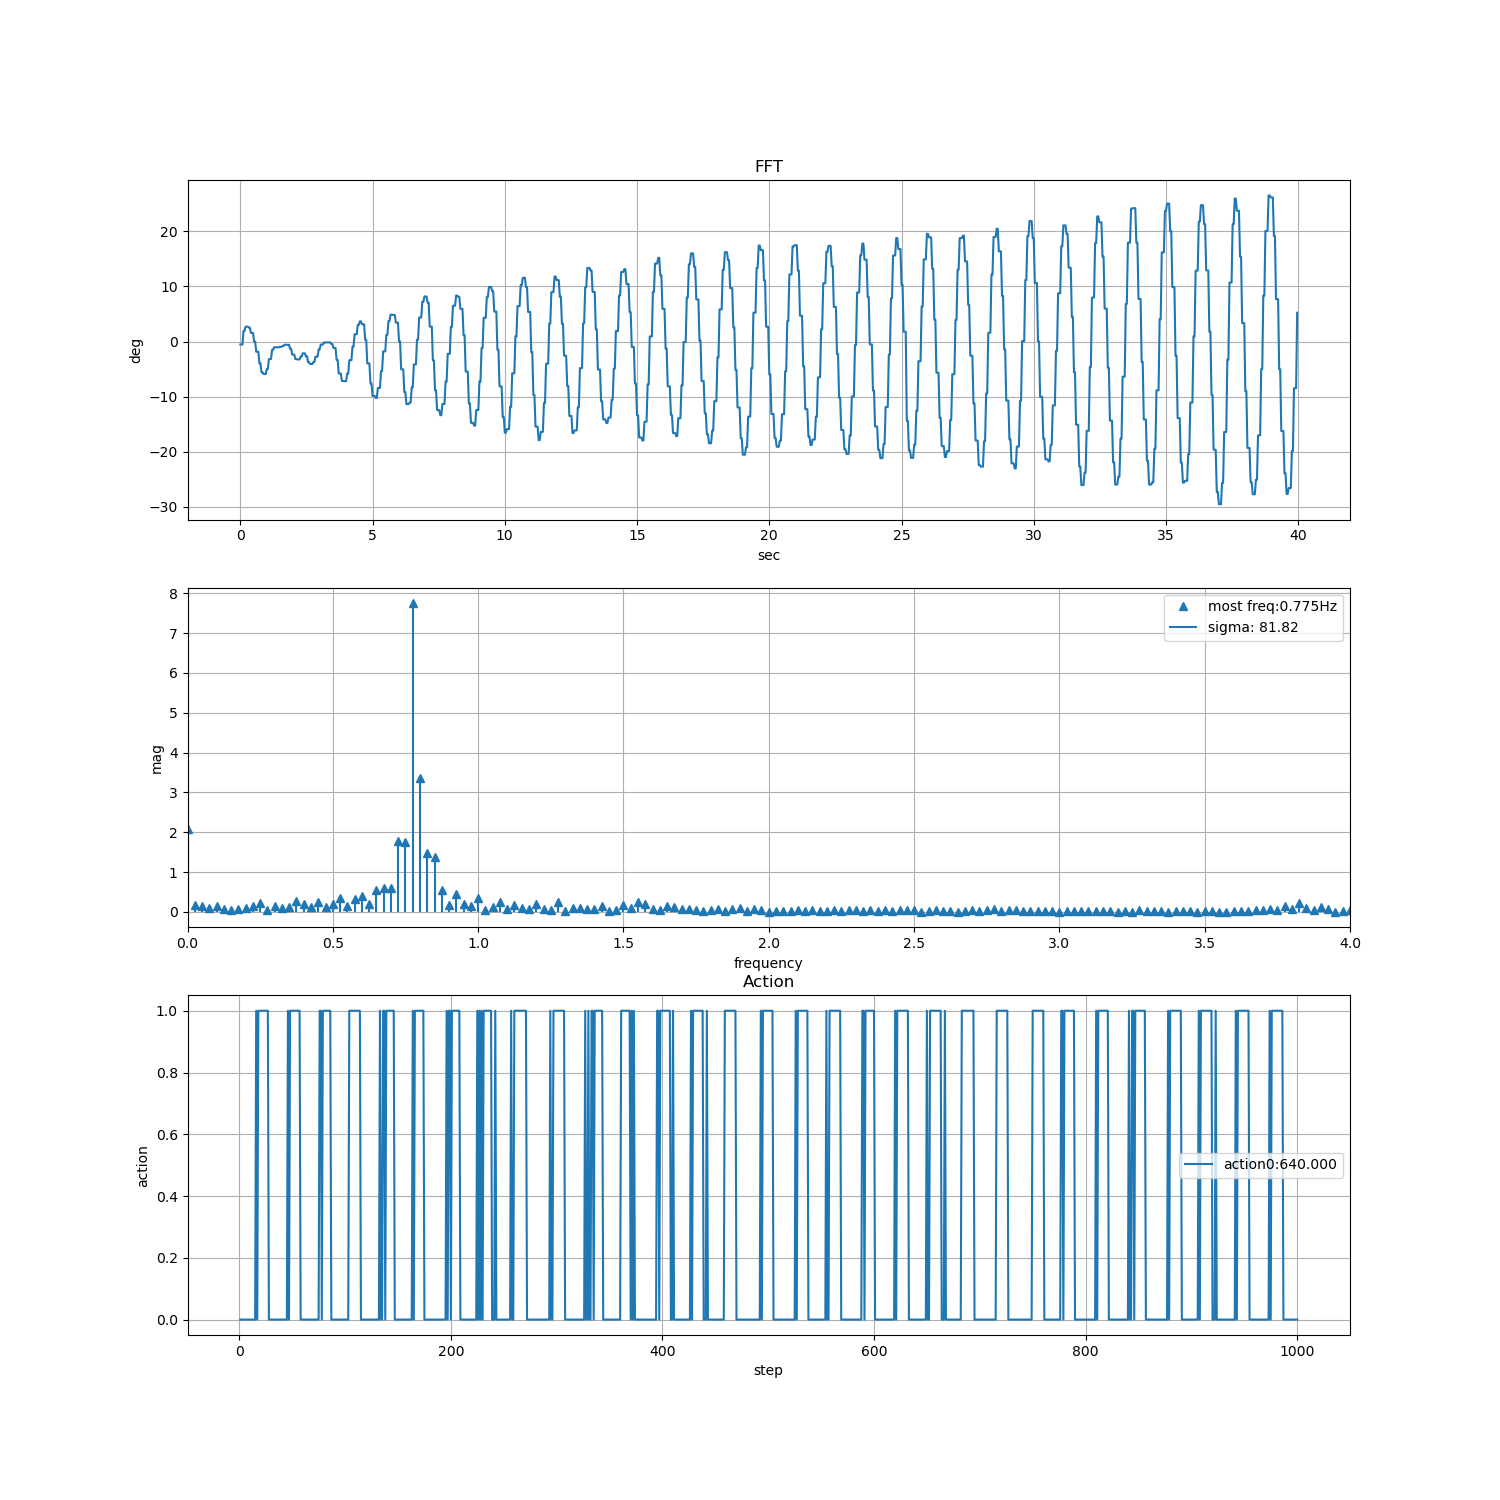 FFT
20
10
0
−10
−20
−30
deg
0 5 10 15 20 25 30 35 40
sec
8
7
6
5
4
3
2
1
0
mag
most freq:0.775Hz
sigma: 81.82
0.0 0.5 1.0 1.5 2.0 2.5 3.0 3.5 4.0
frequency
Action
1.0
0.8
0.6
0.4
0.2
0.0
action
action0:640.000
0 200 400 600 800 1000
step